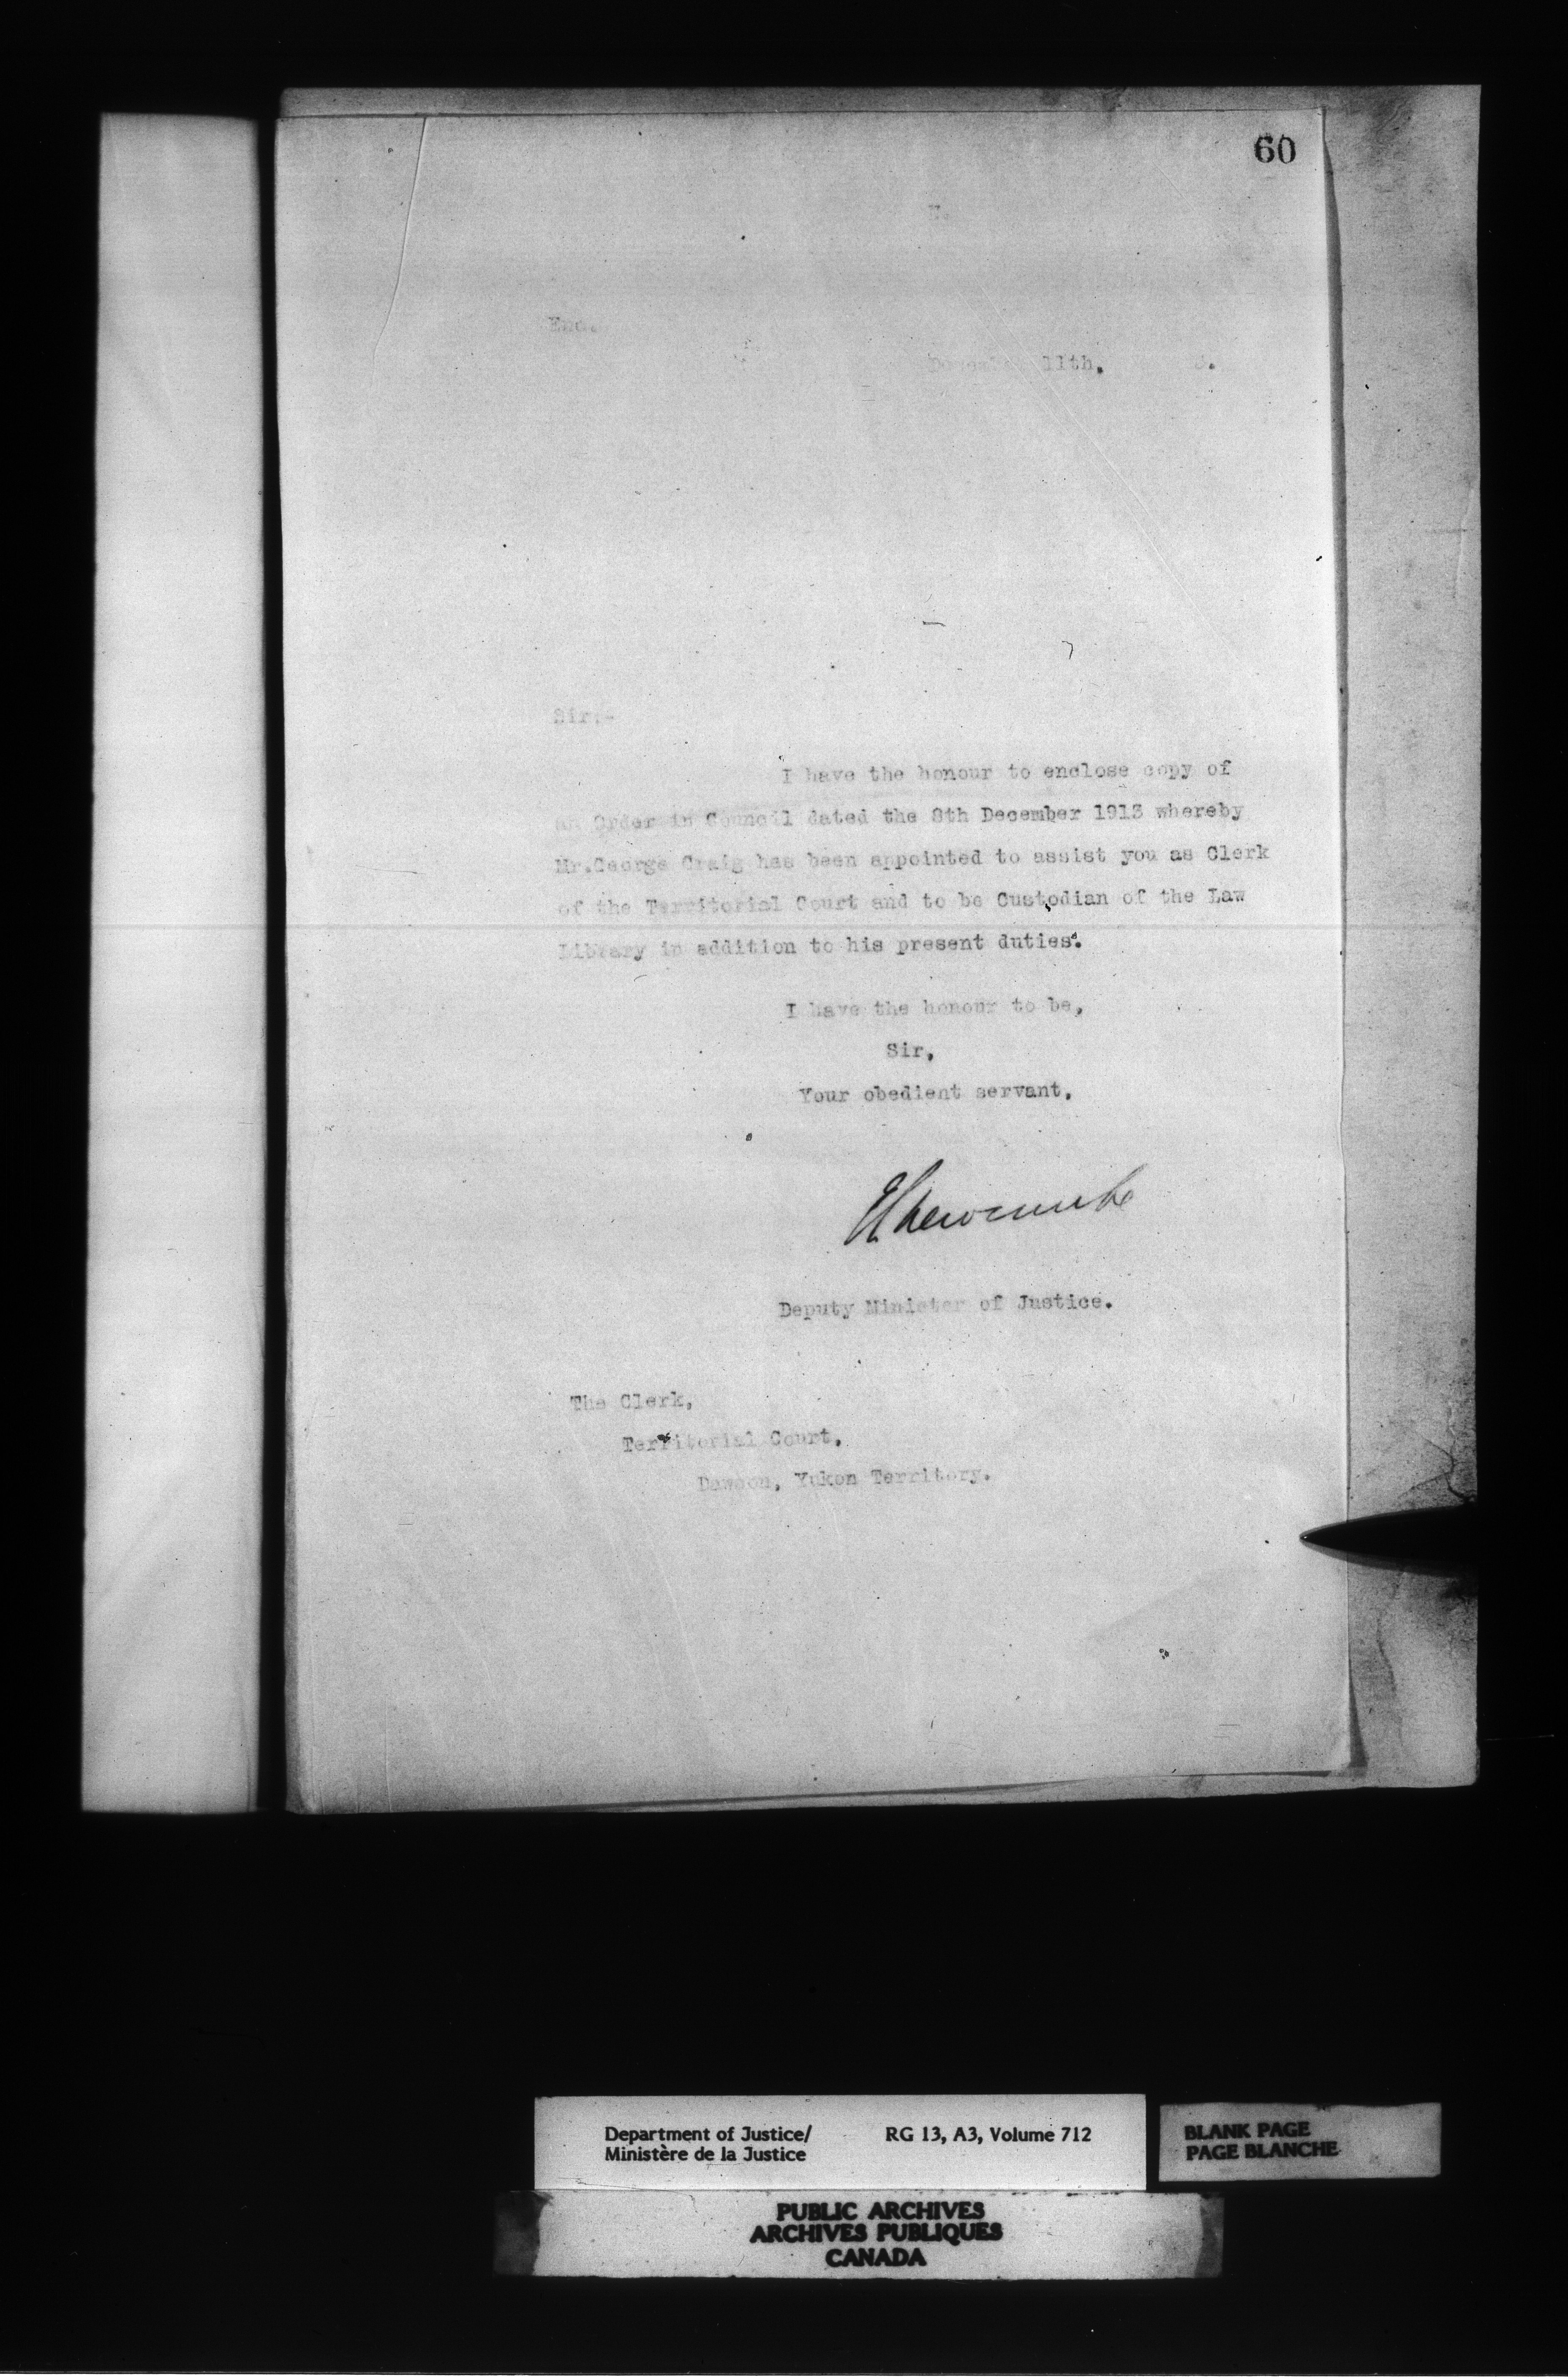 60
E.
Enc.
December 11th, 3.
Sir:-
I have the honour to enclose copy of
an Order in Council dated the 8th December 1913 whereby
Mr.George Craig has been appointed to assist you as Clerk
of the Territorial Court and to be Custodian of the Law
Library in addition to his present duties.
I have the honour to be,
Sir,
Your obedient servant,
ELNewcombe
Deputy Minister of Justice.
The Clerk,
Territorial Court,
Dawson, Yukon Territory.
Department of Justice/ RG 13, A3, Volume 712
Ministère de la Justice
BLANK PAGE
PAGE BLANCHE
PUBLIC ARCHIVES
ARCHIVES PUBLIQUES
CANADA